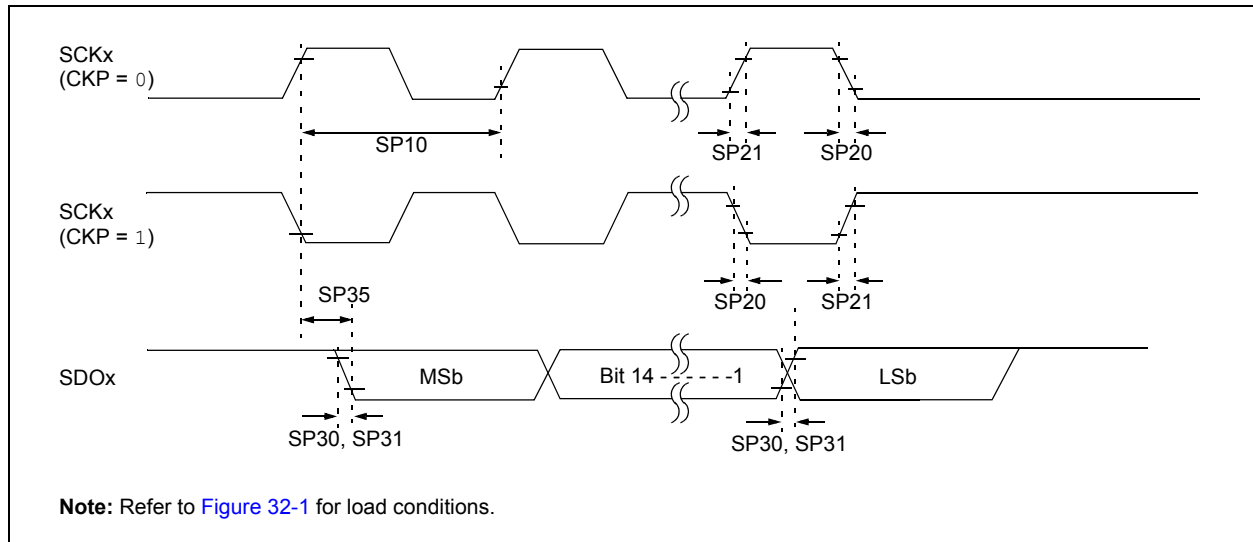 SCKx
(CKP = 0)
SP10
SP21
SP20
SCKx
(CKP = 1)
SP20
SP21
SP35
SDOx
MSb
Bit 14 - - - - - -1
LSb
SP30, SP31
SP30, SP31
Note: Refer to Figure 32-1 for load conditions.